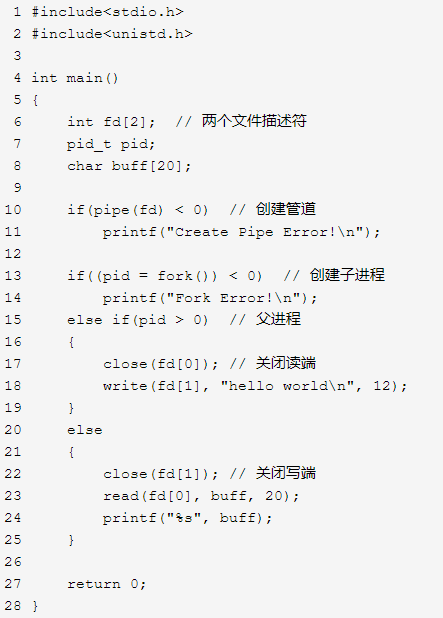 1 #include<stdio.h>
2 #include<unistd.h>
3
4 int main()
5 {
6     int fd[2];  // 两个文件描述符
7     pid_t pid;
8     char buff[20];
9
10     if(pipe(fd) < 0)  // 创建管道
11         printf("Create Pipe Error!\n");
12
13     if((pid = fork()) < 0)  // 创建子进程
14         printf("Fork Error!\n");
15     else if(pid > 0)  // 父进程
16     {
17         close(fd[0]); // 关闭读端
18         write(fd[1], "hello world\n", 12);
19     }
20     else
21     {
22         close(fd[1]); // 关闭写端
23         read(fd[0], buff, 20);
24         printf("%s", buff);
25     }
26
27     return 0;
28 }